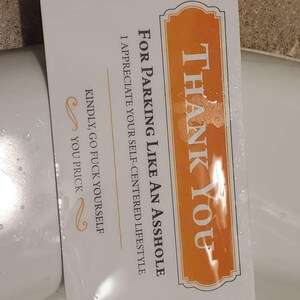 THANK YOU
FOR PARKING LIKE AN ASSHOLE
I APPRECIATE YOUR SELF-CENTERED LIFESTYLE
KINDLY, GO FUCK YOURSELF
YOU PRICK